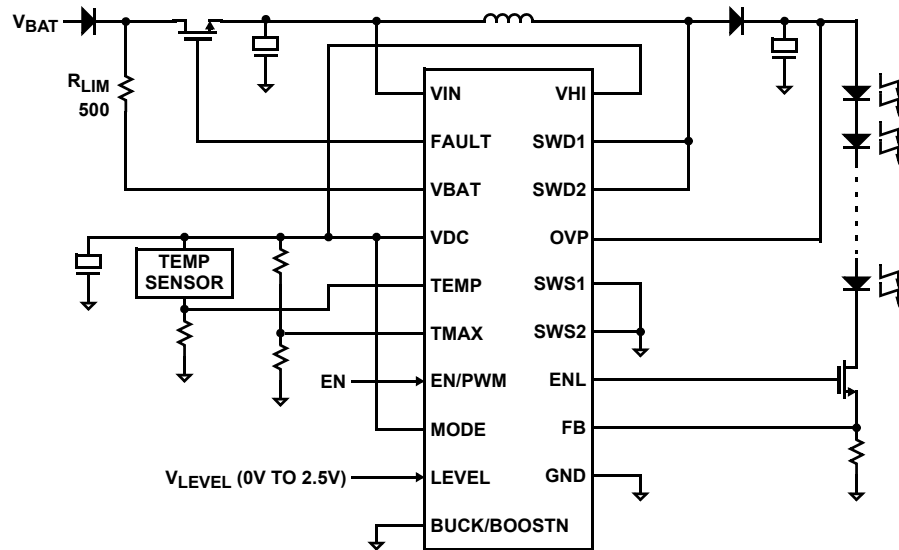 VBAT
RLIM
500
VIN
VHI
FAULT
SWD1
VBAT
SWD2
VDC
OVP
TEMP
SENSOR
TEMP
SWS1
TMAX
SWS2
EN
EN/PWM
ENL
MODE
FB
VLEVEL (0V TO 2.5V)
LEVEL
GND
BUCK/BOOSTN